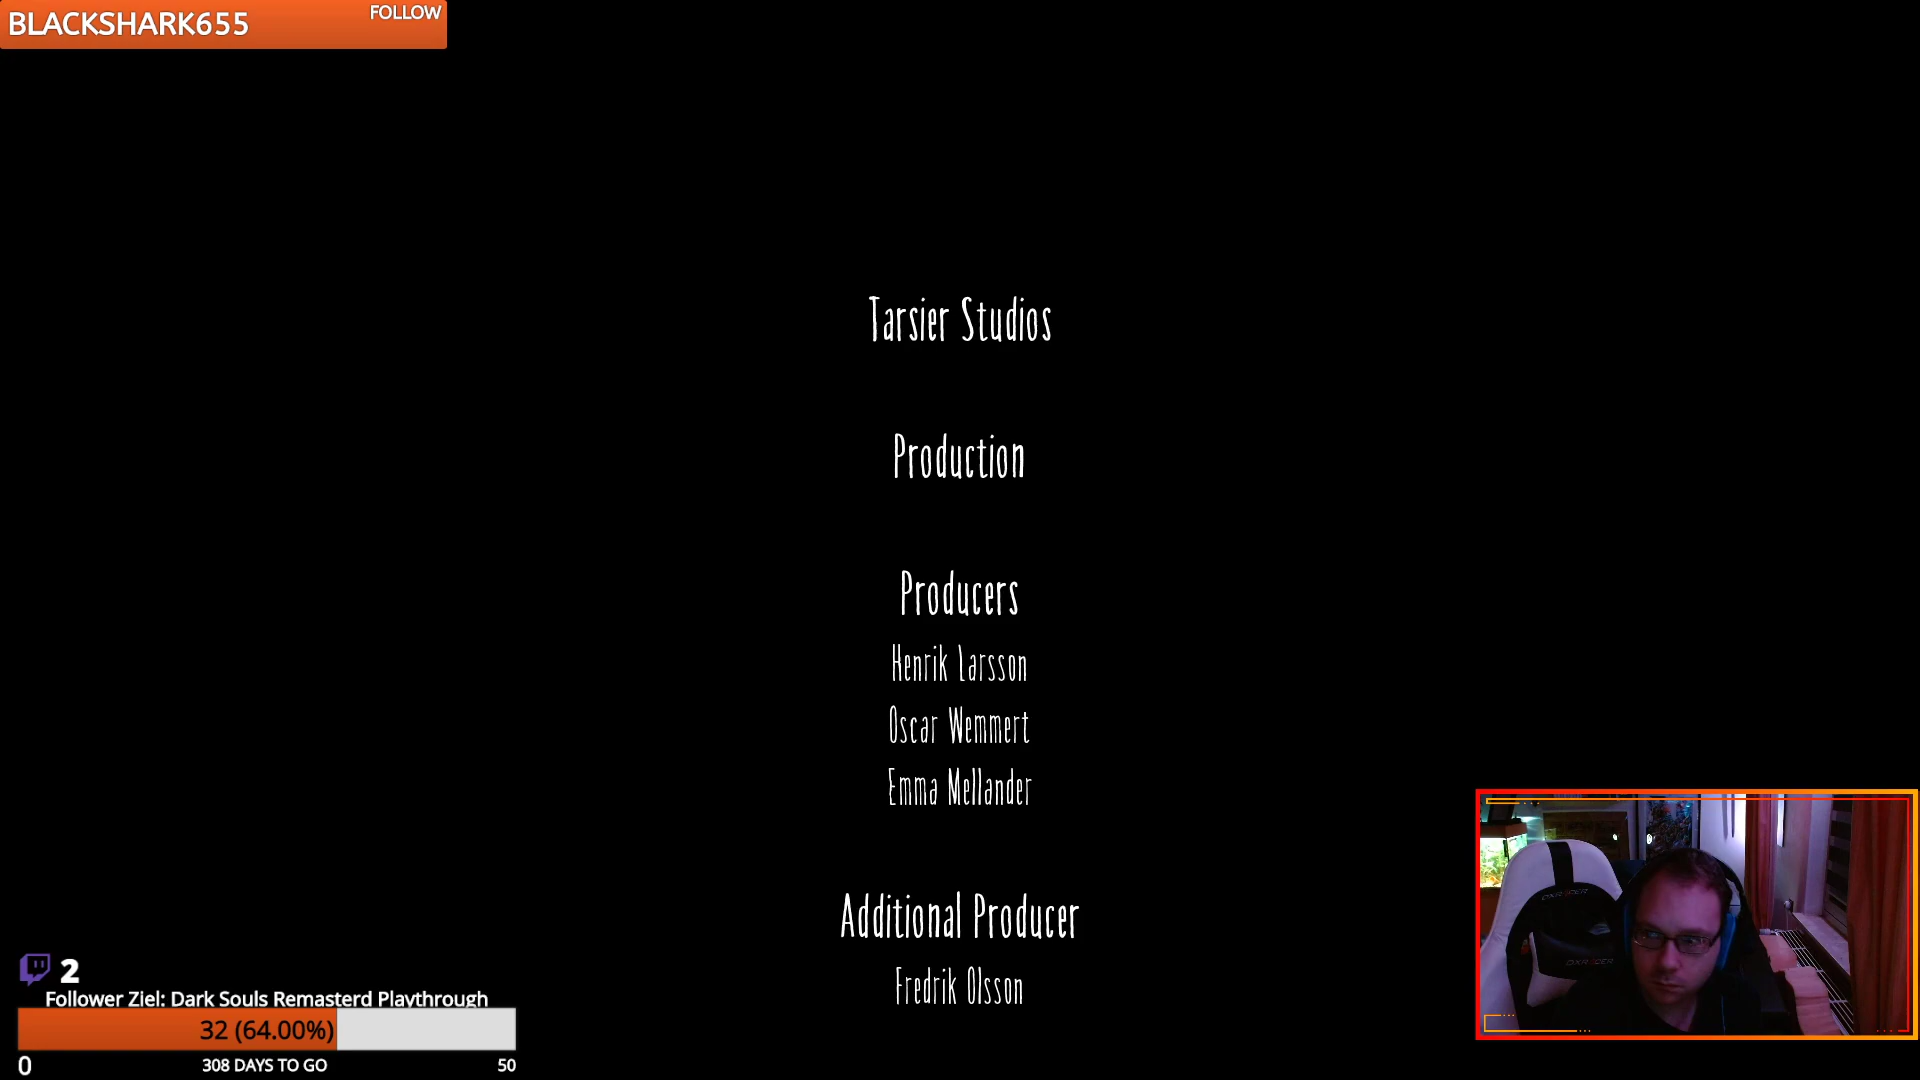 BLACKSHARK655
FOLLOW
Tarsier Studios
Production
Producers
Henrik Larsson
Oscar Wemmert
Emma Mellander
Additional Producer
Fredrik Olsson
2
Follower Ziel: Dark Souls Remasterd Playthrough
32 (64.00%)
0
308 DAYS TO GO
50